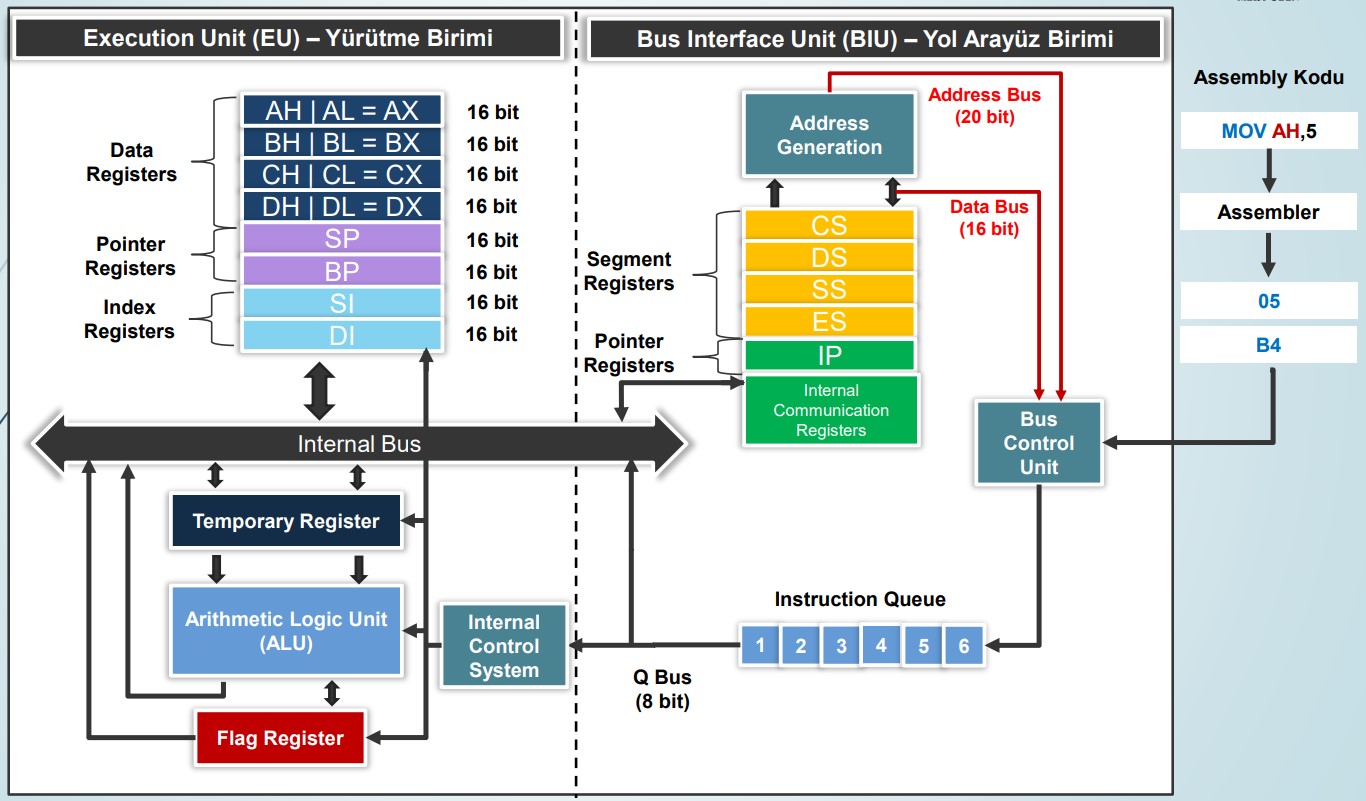 Execution Unit (EU) – Yürütme Birimi
AH | AL = AX
16 bit
BH | BL = BX
16 bit
CH | CL = CX
16 bit
DH | DL = DX
16 bit
Data
Registers
SP
16 bit
BP
16 bit
Pointer
Registers
SI
16 bit
DI
16 bit
Index
Registers
Internal Bus
Temporary Register
Arithmetic Logic Unit
(ALU)
Flag Register
Internal
Control
System
Bus Interface Unit (BIU) – Yol Arayüz Birimi
Address
Generation
Address Bus
(20 bit)
Data Bus
(16 bit)
Segment
Registers
CS
DS
SS
ES
Pointer
Registers
IP
Internal
Communication
Registers
Bus
Control
Unit
Instruction Queue
1 2 3 4 5 6
Q Bus
(8 bit)
Assembly Kodu
MOV AH,5
Assembler
05
B4